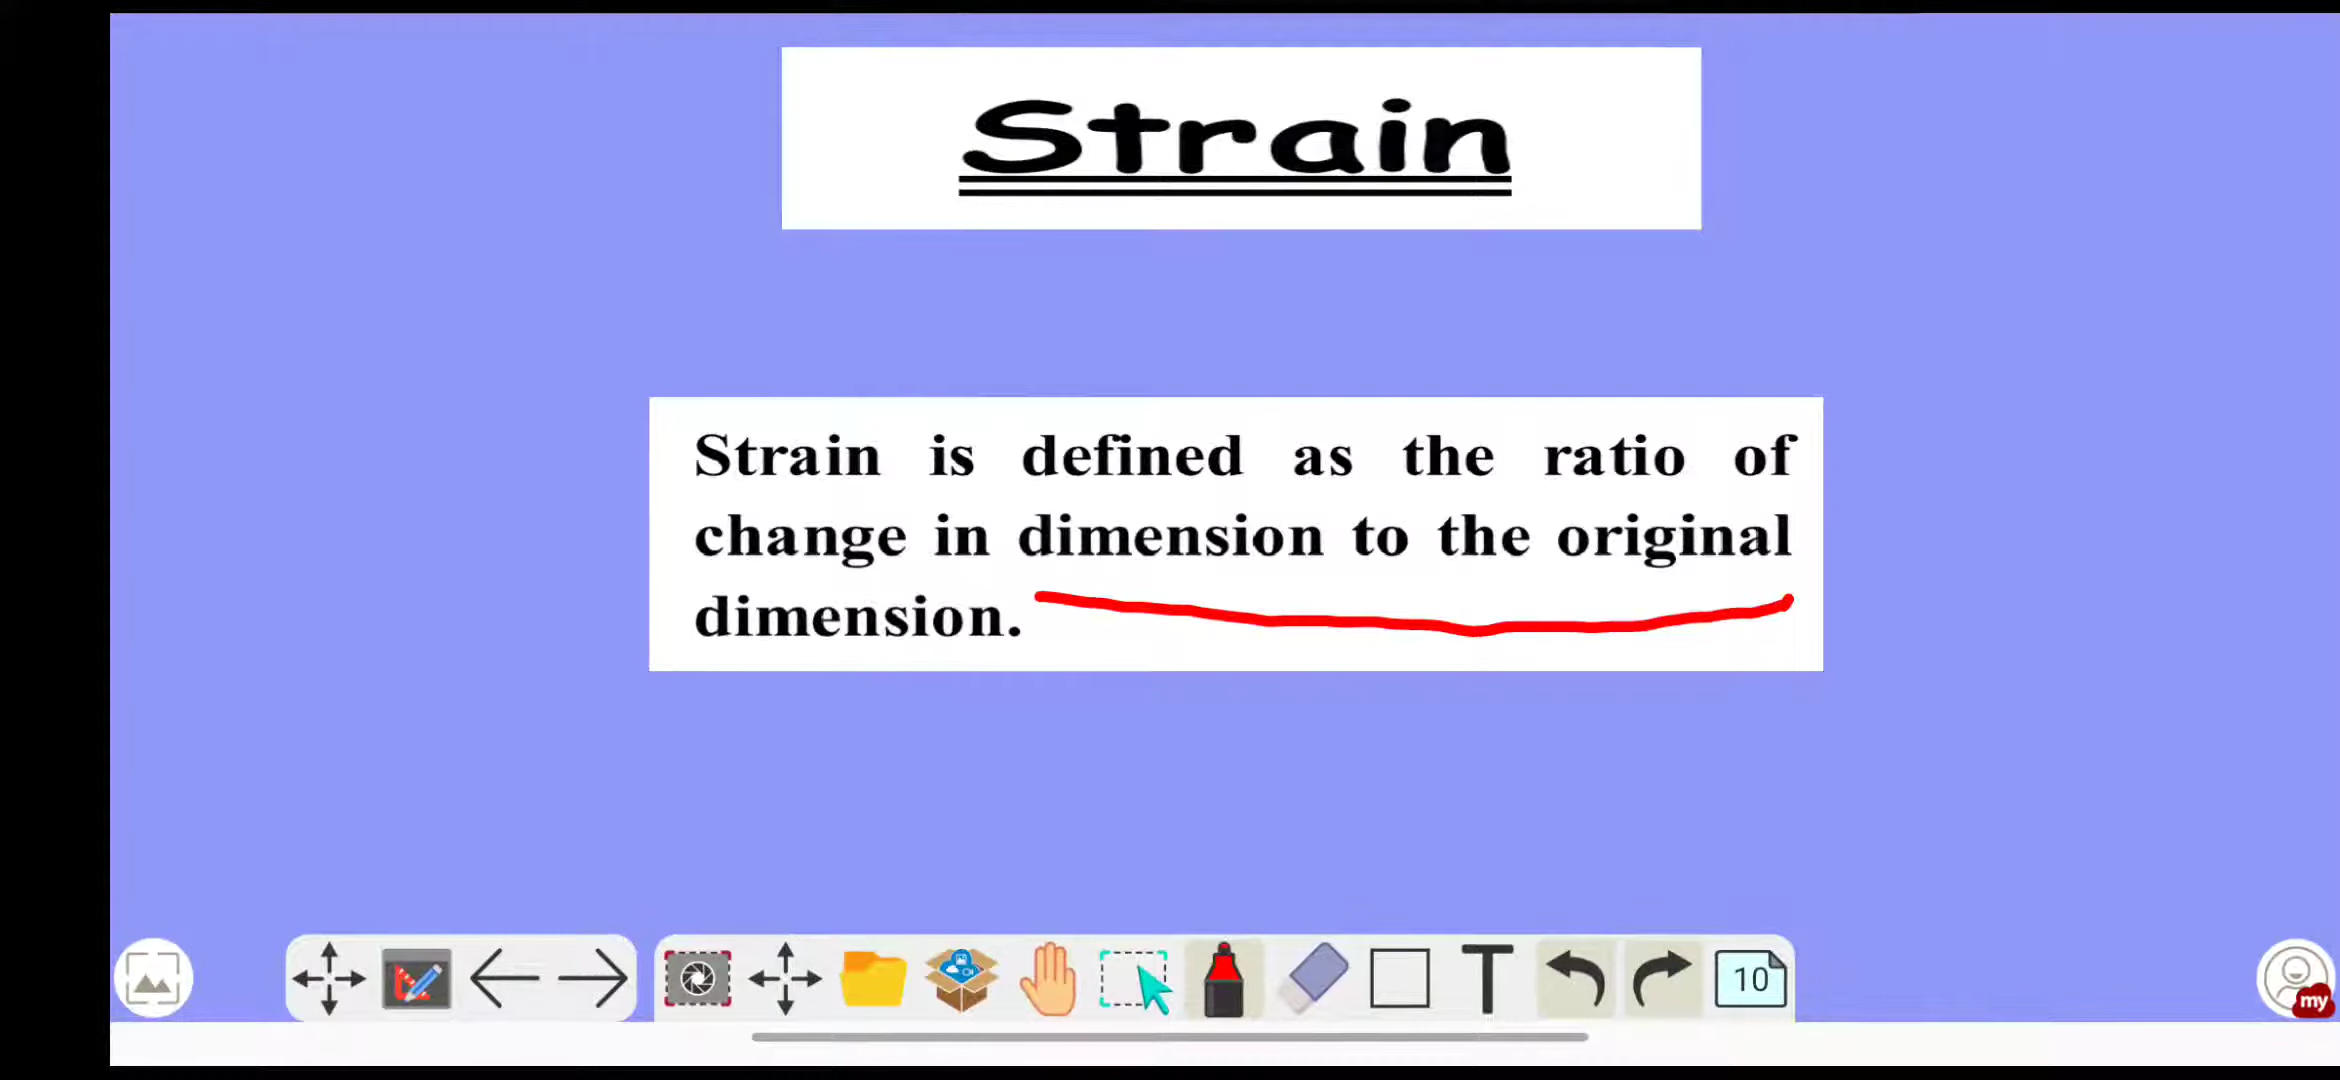 Strain
Strain is defined as the ratio of
change in dimension to the original
dimension.
T
10
my